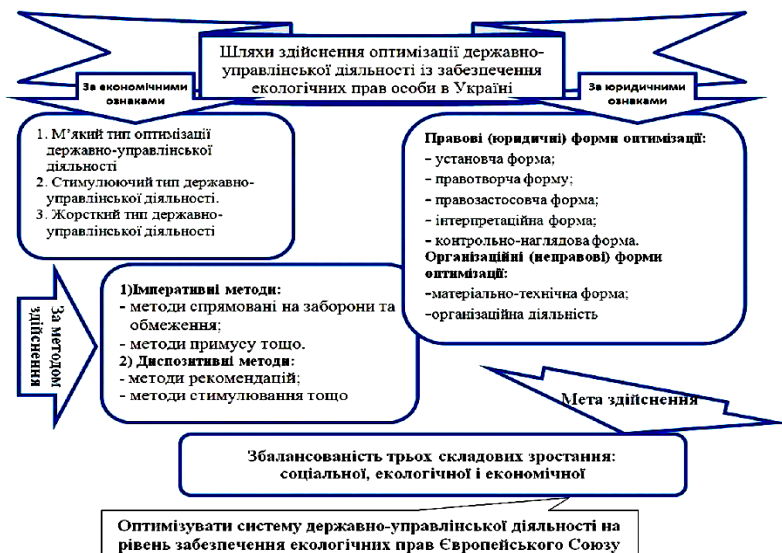 Шляхи здійснення оптимізації державно-
управлінської діяльності із забезпечення
екологічних прав особи в Україні
За економічними
ознаками
За юридичними
ознаками
1. М’який тип оптимізації
державно-управлінської
діяльності
2. Стимулюючий тип державно-
управлінської діяльності.
3. Жорсткий тип державно-
управлінської діяльності
Правові (юридичні) форми оптимізації:
- установча форма;
- правотворча форму;
- правозастосовча форма;
- інтерпретаційна форма;
- контрольно-наглядова форма.
Організаційні (неправові) форми
оптимізації:
-матеріально-технічна форма;
-організаційна діяльність
За методом
здійснення
1)Імперативні методи:
- методи спрямовані на заборони та
обмеження;
- методи примусу тощо.
2) Диспозитивні методи:
- методи рекомендацій;
- методи стимулювання тощо
Мета здійснення
Збалансованість трьох складових зростання:
соціальної, екологічної і економічної
Оптимізувати систему державно-управлінської діяльності на
рівень забезпечення екологічних прав Європейського Союзу